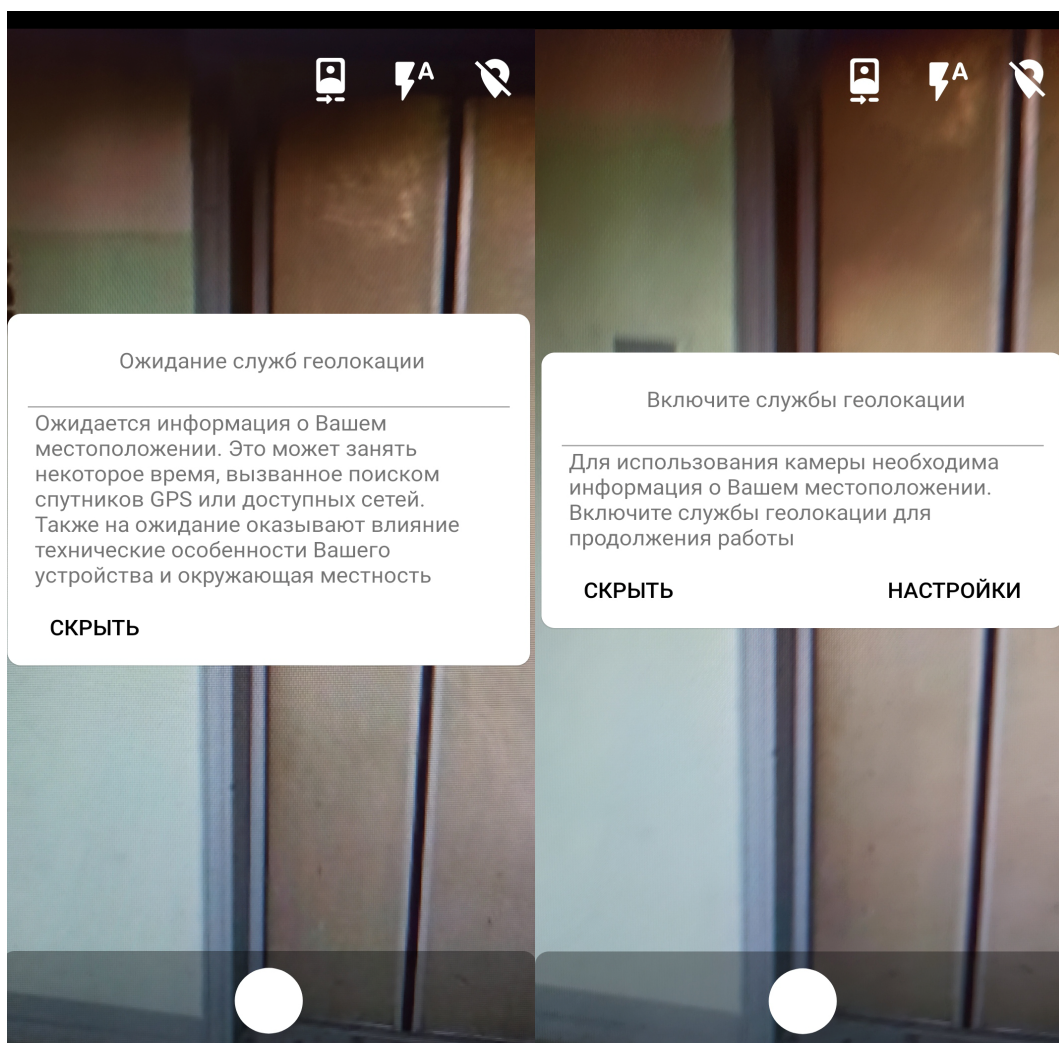 A
Ожидание служб геолокации
Ожидается информация о Вашем
местоположении. Это может занять
некоторое время, вызванное поиском
спутников GPS или доступных сетей.
Также на ожидание оказывают влияние
технические особенности Вашего
устройства и окружающая местность
СКРЫТЬ
A
Включите службы геолокации
Для использования камеры необходима
информация о Вашем местоположении.
Включите службы геолокации для
продолжения работы
СКРЫТЬ
НАСТРОЙКИ